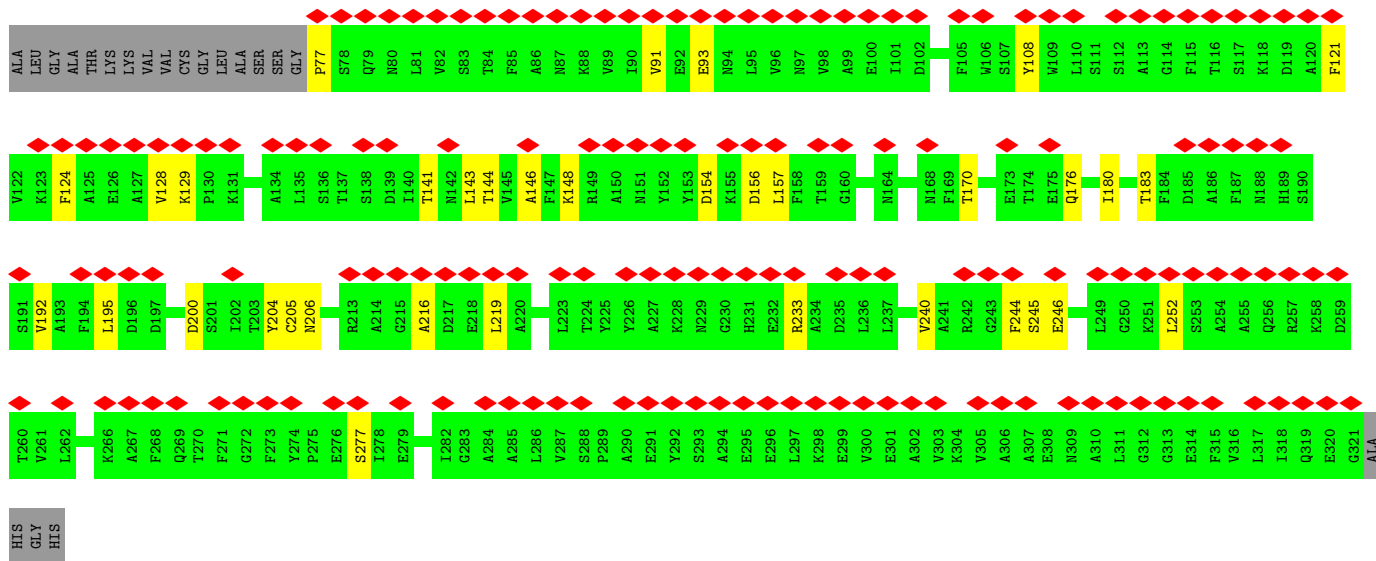 ALA LEU GLY ALA THR LYS LYS VAL VAL CYS GLY LEU ALA SER SER GLY P77 S78 Q79 N80 L81 V82 S83 T84 F85 A86 N87 K88 V89 I90 V91 E92 E93 N94 L95 V96 N97 V98 A99 E100 I101 D102 F105 W106 S107 Y108 W109 L110 S111 S112 A113 G114 F115 T116 S117 K118 D119 A120 F121
V122 K123 F124 A125 E126 A127 V128 K129 P130 K131 A134 L135 S136 T137 S138 D139 I140 T141 N142 L143 T144 V145 A146 F147 K148 R149 A150 N151 Y152 Y153 D154 K155 D156 L157 F158 T159 G160 N164 N168 F169 T170 E173 T174 E175 Q176 I180 T183 F184 D185 A186 F187 N188 H189 S190
S191 V192 A193 F194 L195 D196 D197 D200 S201 I202 T203 Y204 C205 N206 R213 A214 G215 A216 D217 E218 L219 A220 L223 T224 Y225 Y226 A227 K228 N229 G230 H231 E232 R233 A234 D235 L236 L237 V240 A241 R242 G243 F244 S245 E246 L249 G250 K251 L252 S253 A254 A255 Q256 R257 K258 D259
T260 V261 L262 K266 A267 F268 Q269 T270 F271 G272 F273 Y274 P275 E276 S277 I278 E279 I282 G283 A284 A285 L286 V287 S288 P289 A290 E291 Y292 S293 A294 E295 E296 L297 K298 E299 V300 E301 A302 V303 K304 V305 A306 A307 E308 N309 A310 L311 G312 G313 E314 F315 V316 L317 I318 Q319 E320 G321 ALA
HIS GLY HIS